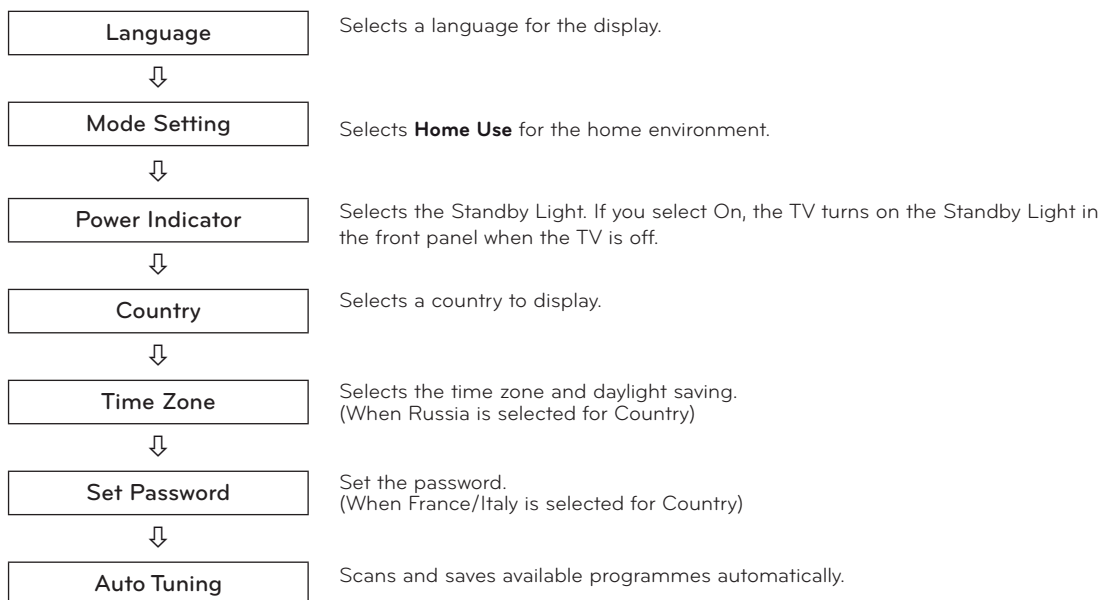 Language
Selects a language for the display.
Mode Setting
Selects Home Use for the home environment.
Power Indicator
Selects the Standby Light. If you select On, the TV turns on the Standby Light in
the front panel when the TV is off.
Country
Selects a country to display.
Time Zone
Selects the time zone and daylight saving.
(When Russia is selected for Country)
Set Password
Set the password.
(When France/Italy is selected for Country)
Auto Tuning
Scans and saves available programmes automatically.